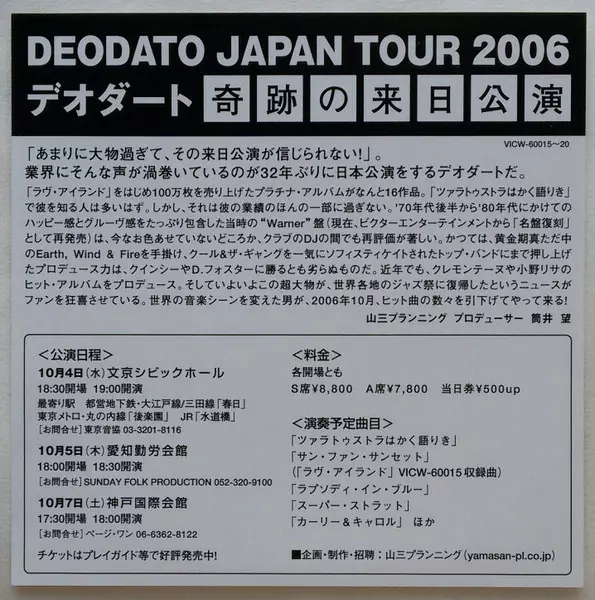 DEODATO JAPAN TOUR 2006
デオダート 奇跡の来日公演
VICW-60015〜20
「あまりに大物過ぎて、その来日公演が信じられない!」。
業界にそんな声が渦巻いているのが32年ぶりに日本公演をするデオダートだ。
「ラヴ・アイランド」をはじめ100万枚を売り上げたプラチナ・アルバムがなんと16作品。「ツァラトゥストラはかく語りき」
で彼を知る人は多いはず。しかし、それは彼の業績のほんの一部に過ぎない。'70年代後半から'80年代にかけての
ハッピー感とグルーヴ感をたっぷり包含した当時の"Warner"盤(現在、ビクターエンターテインメントから「名盤復刻」
として再発売)は、今なお色あせていないどころか、クラブのDJの間でも再評価が著しい。かつては、黄金期真ただ中
のEarth, Wind & Fireを手掛け、クール&ザ・ギャングを一気にソフィスティケイトされたトップ・バンドにまで押し上げ
たプロデュース力は、クインシーやD.フォスターに勝るとも劣らぬものだ。近年でも、クレモンティーヌや小野リサの
ヒット・アルバムをプロデュース。そしていよいよこの超大物が、世界各地のジャズ祭に復帰したというニュースが
ファンを狂喜させている。世界の音楽シーンを変えた男が、2006年10月、ヒット曲の数々を引下げてやって来る!
山三プランニング プロデューサー 筒井 望
<公演日程>
10月4日(水)文京シビックホール
18:30開場 19:00開演
最寄り駅 都営地下鉄・大江戸線/三田線「春日」
東京メトロ・丸の内線「後楽園」 JR「水道橋」
[お問合せ]東京音協 03-3201-8116
10月5日(木)愛知勤労会館
18:00開場 18:30開演
[お問合せ]SUNDAY FOLK PRODUCTION 052-320-9100
10月7日(土)神戸国際会館
17:30開場 18:00開演
[お問合せ]ページ・ワン 06-6362-8122
チケットはプレイガイド等で好評発売中!
<料金>
各開場とも
S席¥8,800 A席¥7,800 当日券¥500up
<演奏予定曲目>
「ツァラトゥストラはかく語りき」
「サン・ファン・サンセット」
(「ラヴ・アイランド」VICW-60015収録曲)
「ラプソディ・イン・ブルー」
「スーパー・ストラット」
「カーリー&キャロル」 ほか
■企画・制作・招聘:山三プランニング(yamasan-pl.co.jp)